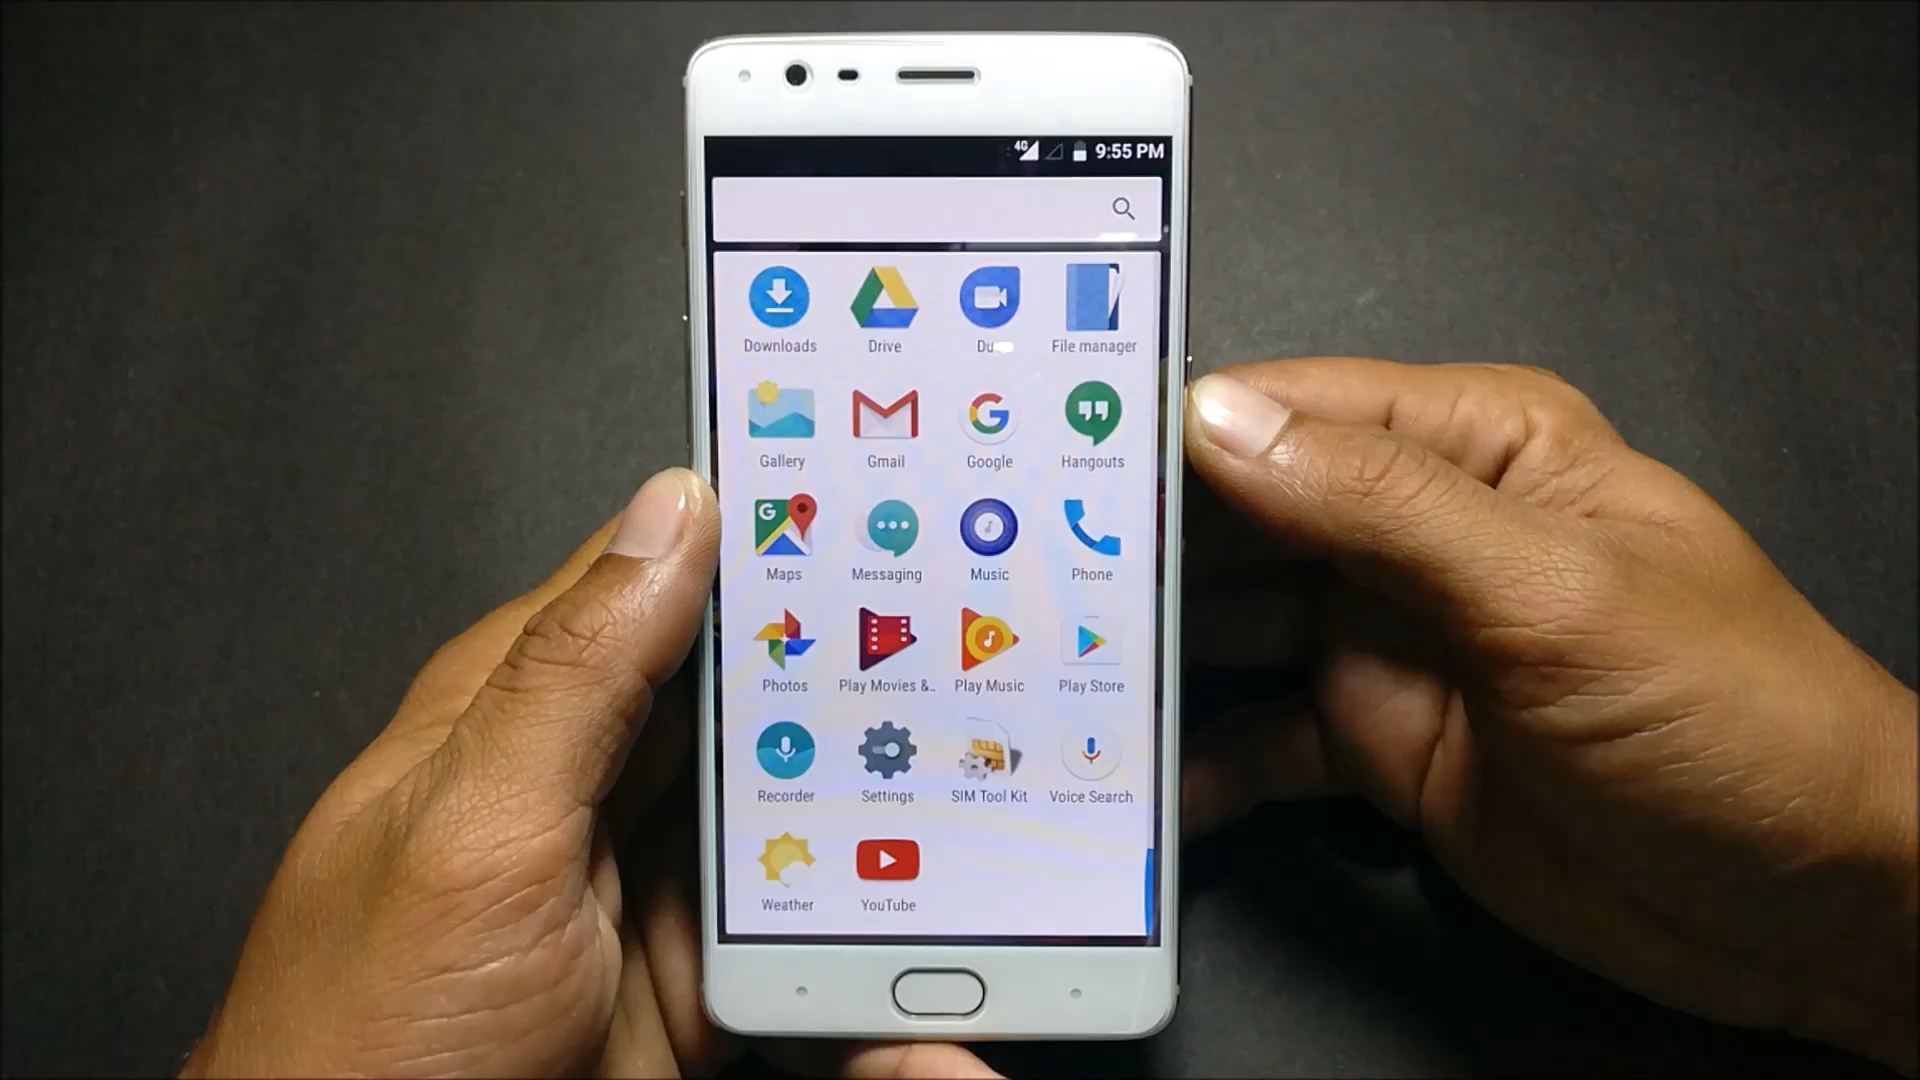 4G 9:55 PM
Downloads Drive File manager
Gallery Gmail Google Hangouts
Maps Messaging Music Phone
Photos Play Movies &.. Play Music Play Store
Recorder Settings SIM Tool Kit Voice Search
Weather YouTube